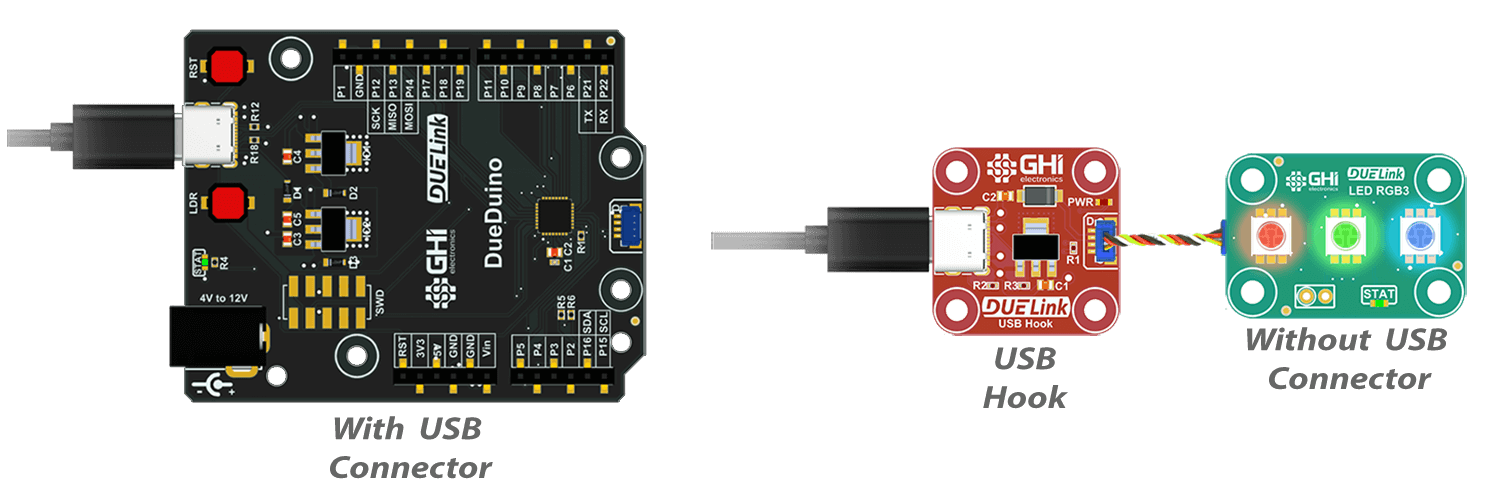 RST
LDR
R12
R18
C4
D4
D2
C5
C3
D3
STAT
R4
4V to 12V
- +
SWD
P1
GND
P12
P13
P14
P17
P18
P19
SCK
MISO
MOSI
P11
P10
P9
P8
P7
P6
P21
P22
TX
RX
DUELink
GHI
electronics
DueDuino
C1
C2
R5
R6
RST
3V3
GND
GND
Vin
P5
P4
P3
P2
P16
P15
SDA
SCL
With USB
Connector
GHI
electronics
C2
PWR
R1
R2
R3
C1
DUELink
USB Hook
USB
Hook
GHI
electronics
DUELink
LED RGB3
STAT
Without USB
Connector